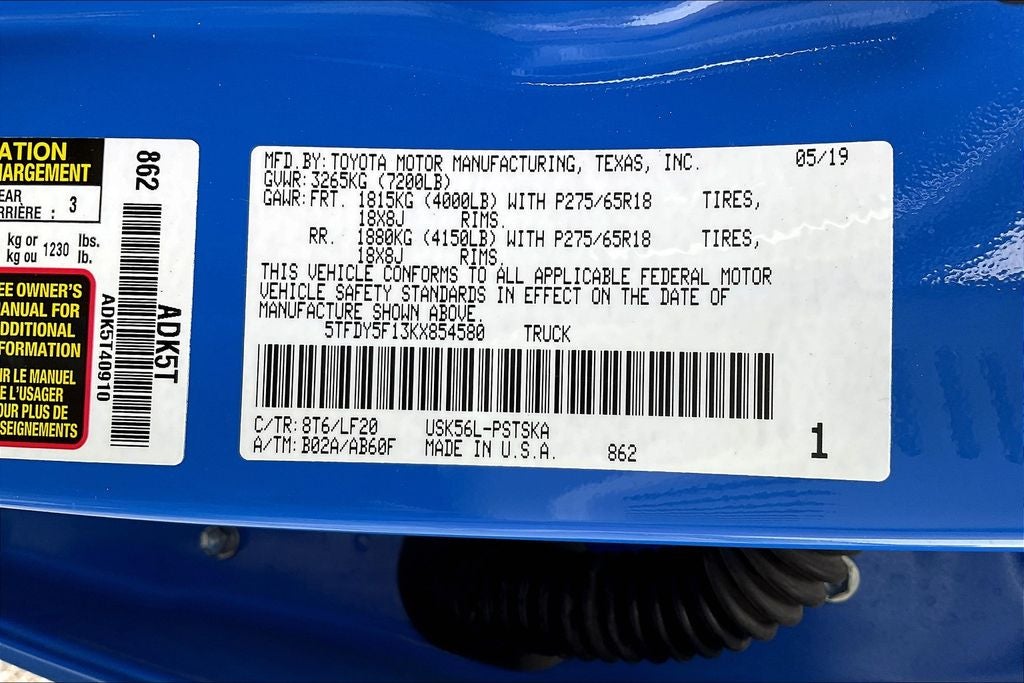 ATION
HARGEMENT
EAR
RRIÈRE : 3
kg or 1230 lbs.
kg ou lb.
EE OWNER'S
ANUAL FOR
DDITIONAL
FORMATION
IR LE MANUEL
E L'USAGER
OUR PLUS DE
SEIGNEMENTS
862
ADK5T
ADK5T40910
MFD.BY:TOYOTA MOTOR MANUFACTURING, TEXAS, INC. 05/19
GVWR:3265KG (7200LB)
GAWR:FRT. 1815KG (4000LB) WITH P275/65R18 TIRES,
18X8J RIMS.
RR. 1880KG (4150LB) WITH P275/65R18 TIRES,
18X8J RIMS.
THIS VEHICLE CONFORMS TO ALL APPLICABLE FEDERAL MOTOR
VEHICLE SAFETY STANDARDS IN EFFECT ON THE DATE OF
MANUFACTURE SHOWN ABOVE.
5TFDY5F13KX854580 TRUCK
C/TR:8T6/LF20 USK56L-PSTSKA
A/TM:B02A/AB60F MADE IN U.S.A. 862 1